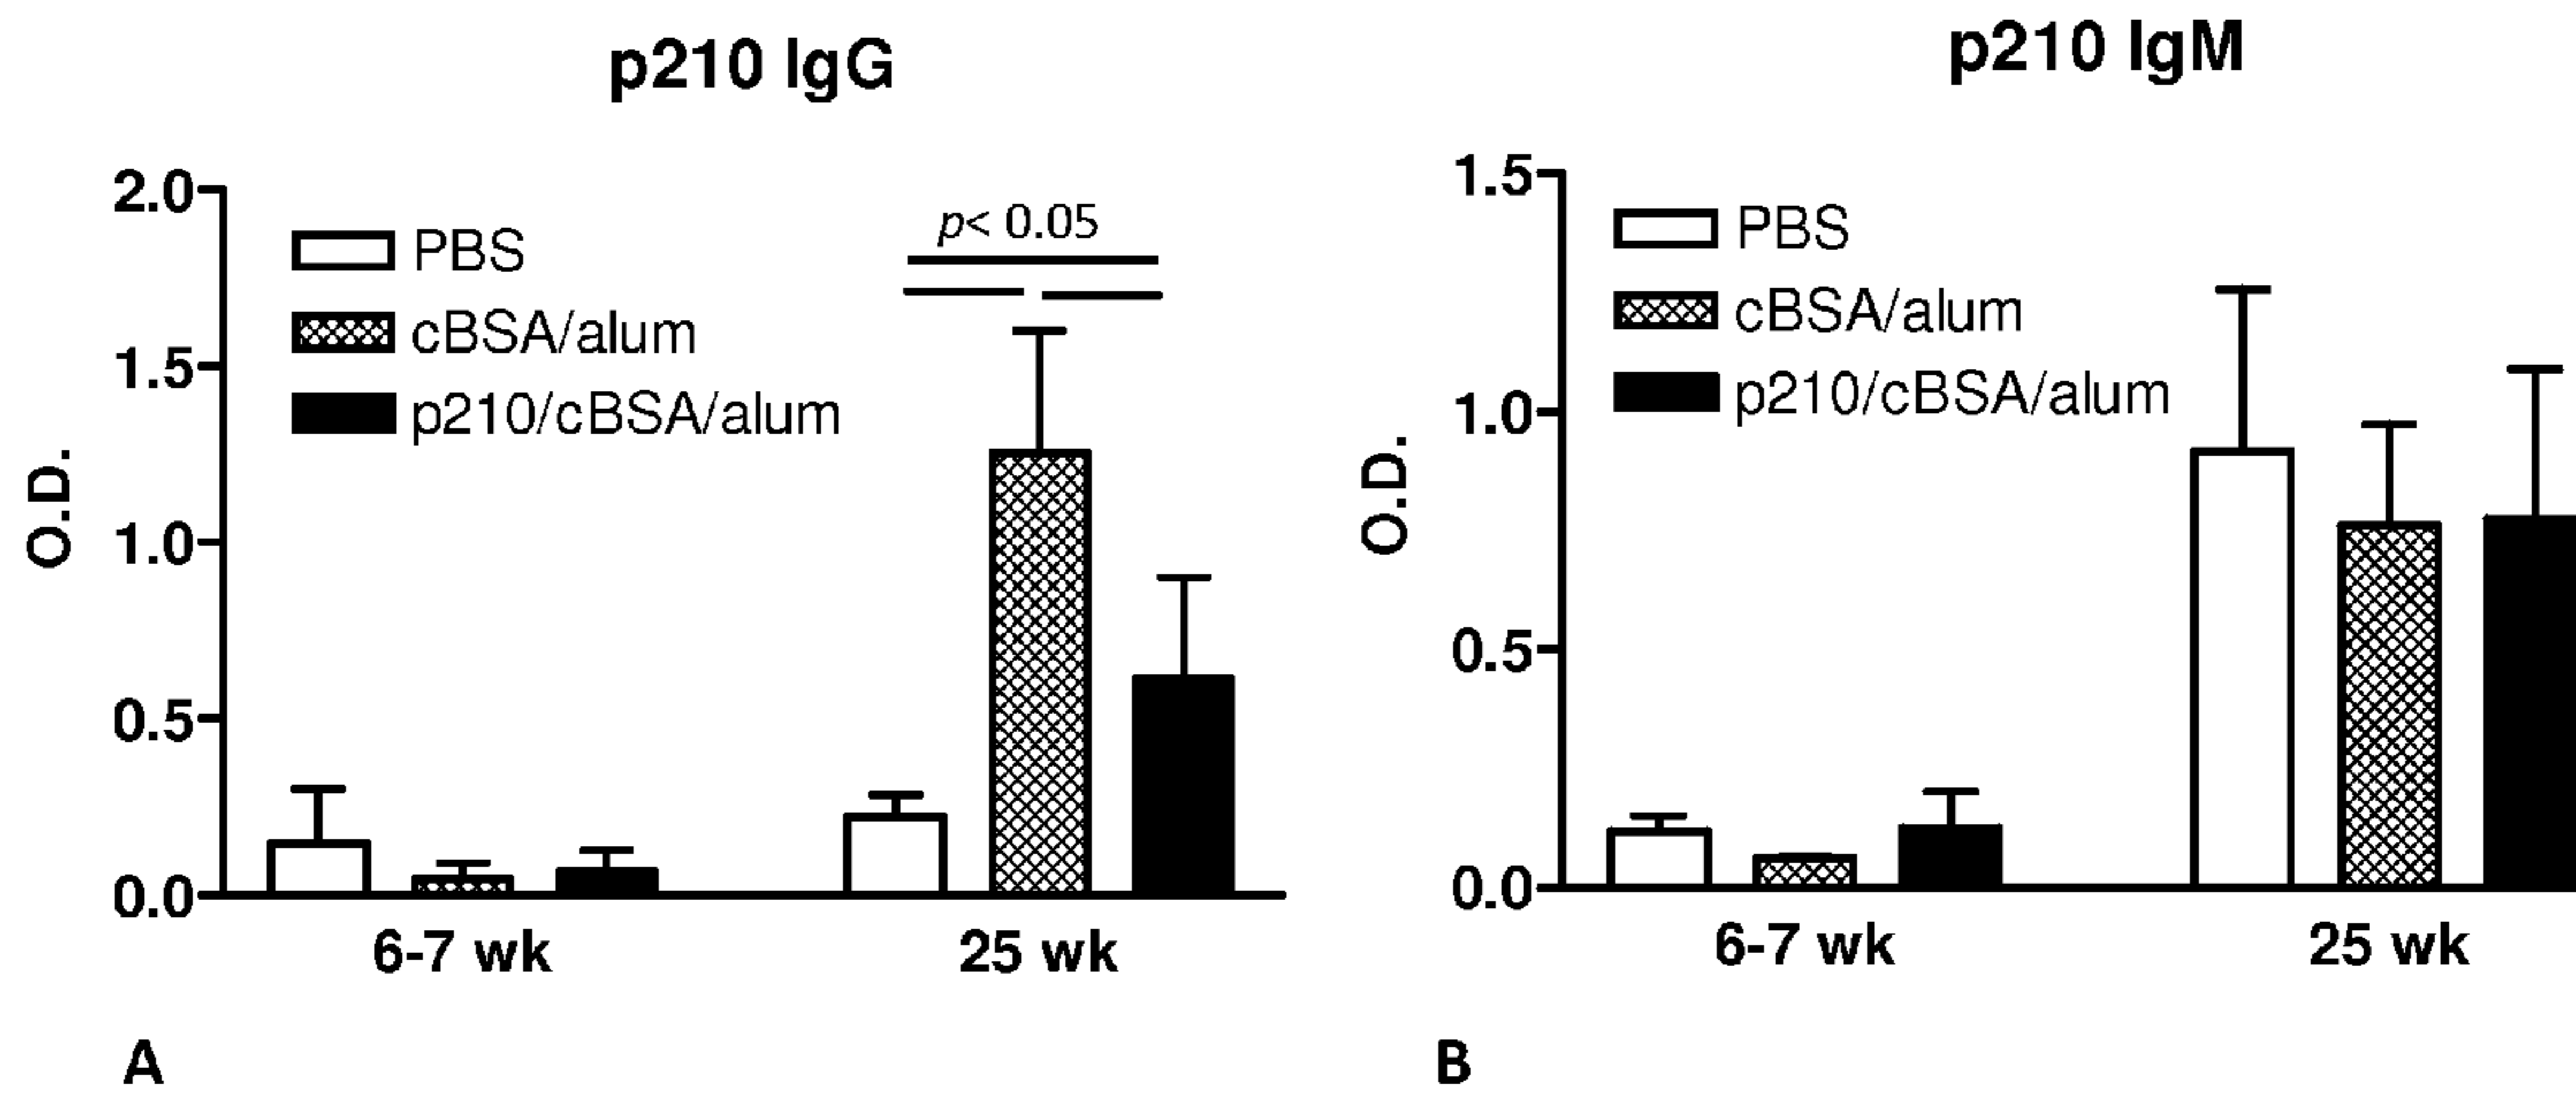 p210 IgG
2.0
1.5
1.0
0.5
0.0
O.D.
PBS
cBSA/alum
p210/cBSA/alum
p< 0.05
6-7 wk
25 wk
A
p210 IgM
1.5
1.0
0.5
0.0
O.D.
PBS
cBSA/alum
p210/cBSA/alum
6-7 wk
25 wk
B